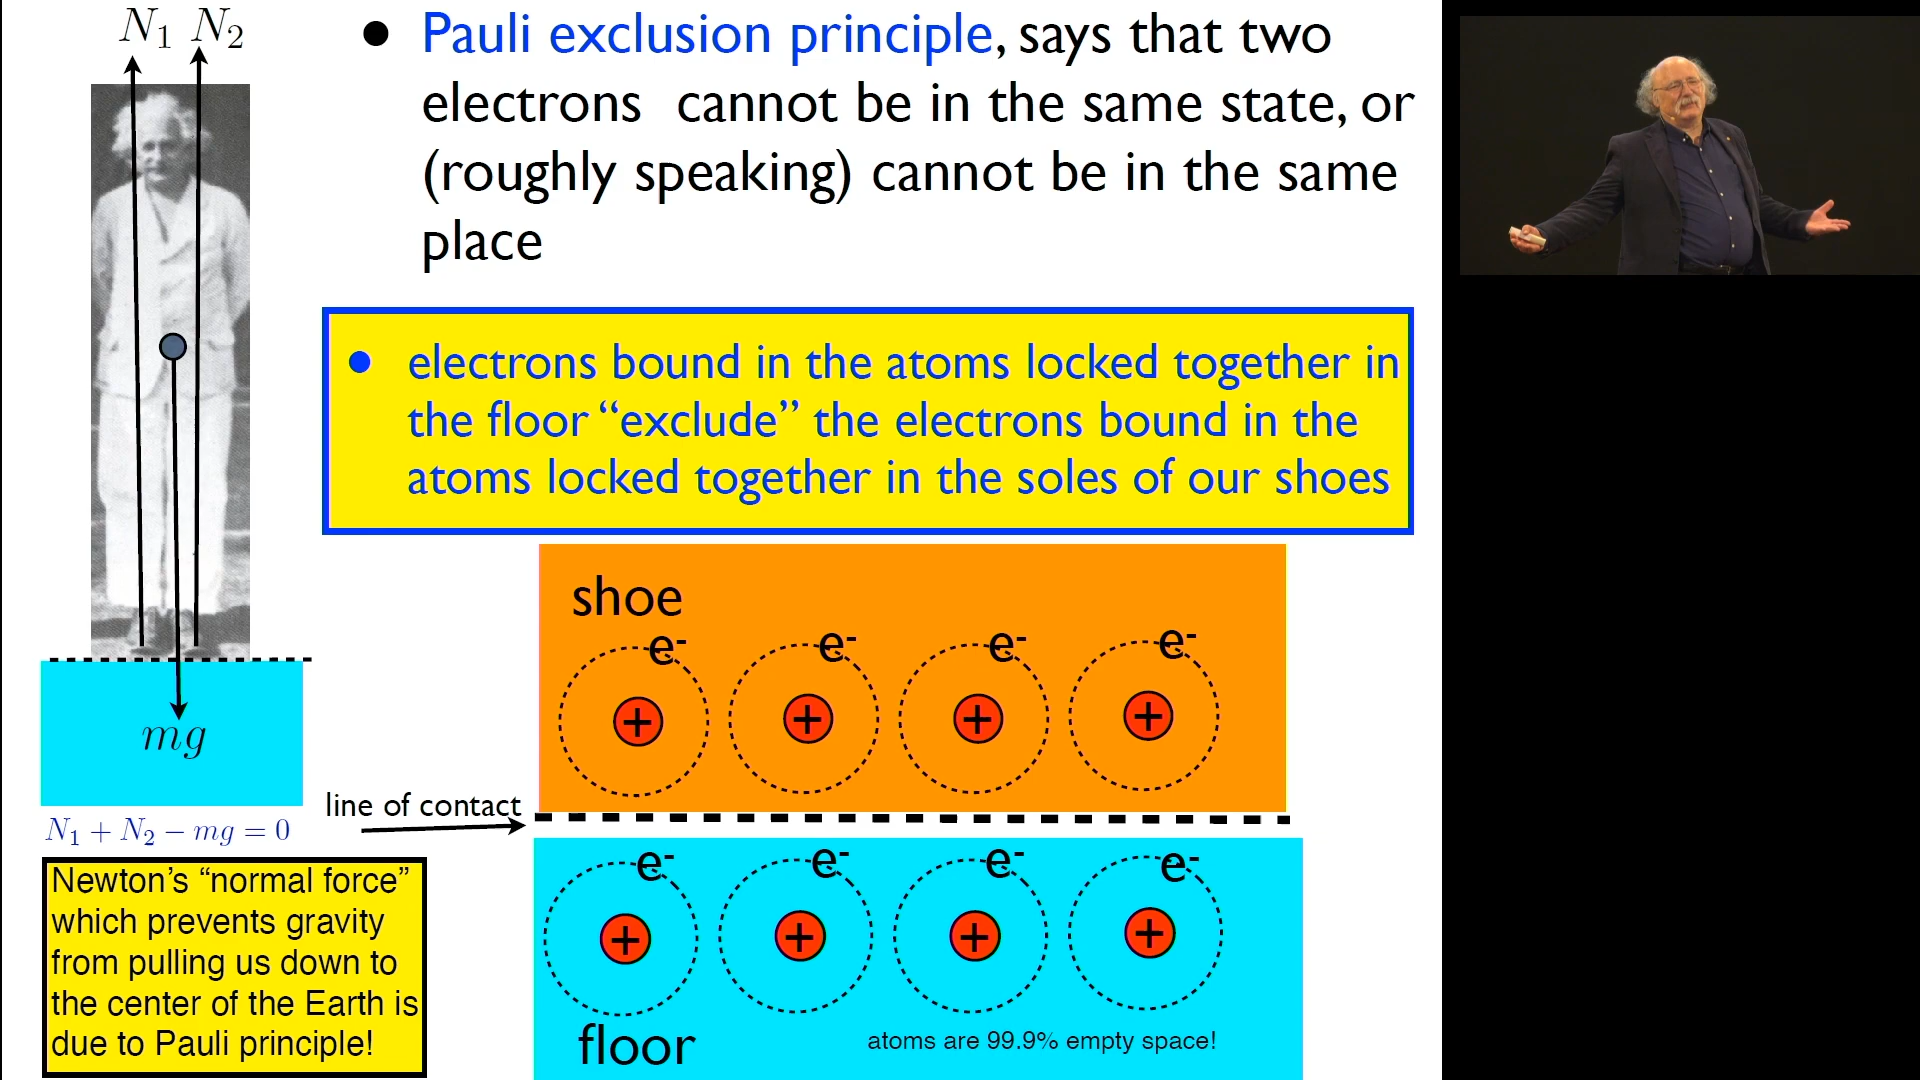 N₁ N₂
● Pauli exclusion principle, says that two
electrons cannot be in the same state, or
(roughly speaking) cannot be in the same
place
● electrons bound in the atoms locked together in
the floor “exclude” the electrons bound in the
atoms locked together in the soles of our shoes
shoe
e⁻ e⁻ e⁻ e⁻
+ + + +
mg
line of contact
N₁ + N₂ − mg = 0
Newton’s “normal force”
which prevents gravity
from pulling us down to
the center of the Earth is
due to Pauli principle!
e⁻ e⁻ e⁻ e⁻
+ + + +
floor
atoms are 99.9% empty space!